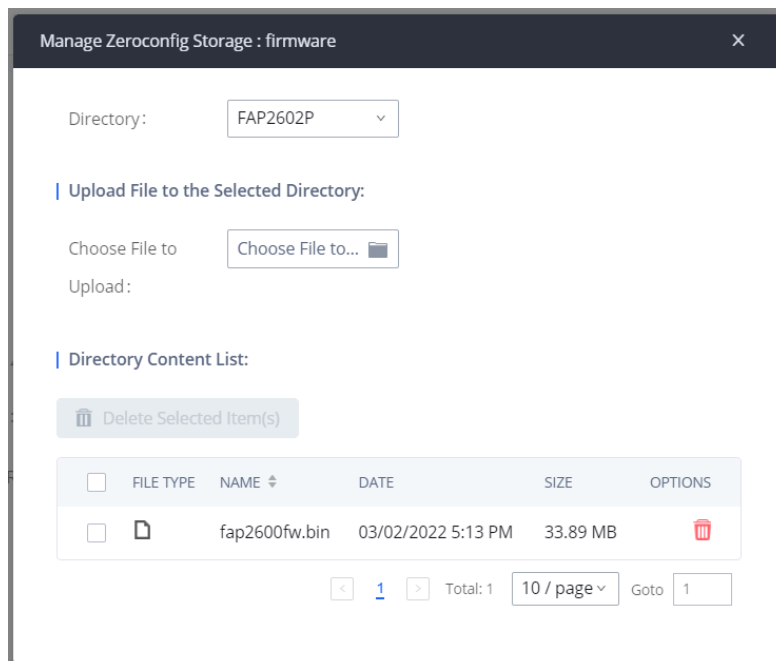 Manage Zeroconfig Storage : firmware
Directory :
FAP2602P
Upload File to the Selected Directory:
Choose File to Upload :
Choose File to...
Directory Content List:
Delete Selected Item(s)
FILE TYPE NAME DATE SIZE OPTIONS
fap2600fw.bin 03/02/2022 5:13 PM 33.89 MB
< 1 > Total: 1 10 / page Goto 1